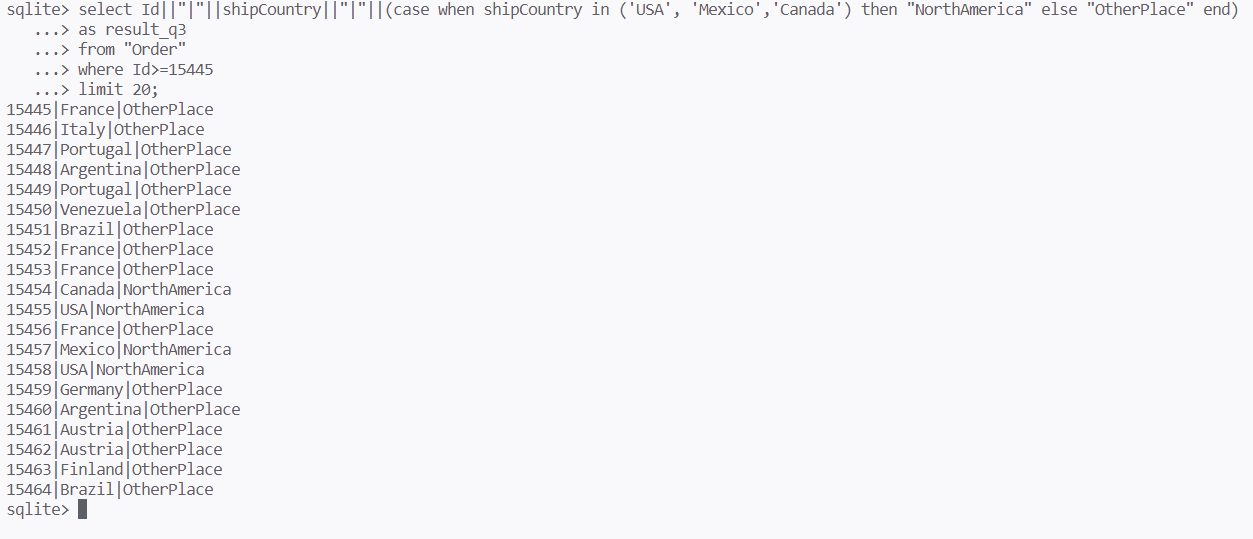 sqlite> select Id||"|"||shipCountry||"|"||(case when shipCountry in ('USA', 'Mexico','Canada') then "NorthAmerica" else "OtherPlace" end)
...> as result_q3
...> from "Order"
...> where Id>=15445
...> limit 20;
15445|France|OtherPlace
15446|Italy|OtherPlace
15447|Portugal|OtherPlace
15448|Argentina|OtherPlace
15449|Portugal|OtherPlace
15450|Venezuela|OtherPlace
15451|Brazil|OtherPlace
15452|France|OtherPlace
15453|France|OtherPlace
15454|Canada|NorthAmerica
15455|USA|NorthAmerica
15456|France|OtherPlace
15457|Mexico|NorthAmerica
15458|USA|NorthAmerica
15459|Germany|OtherPlace
15460|Argentina|OtherPlace
15461|Austria|OtherPlace
15462|Austria|OtherPlace
15463|Finland|OtherPlace
15464|Brazil|OtherPlace
sqlite>